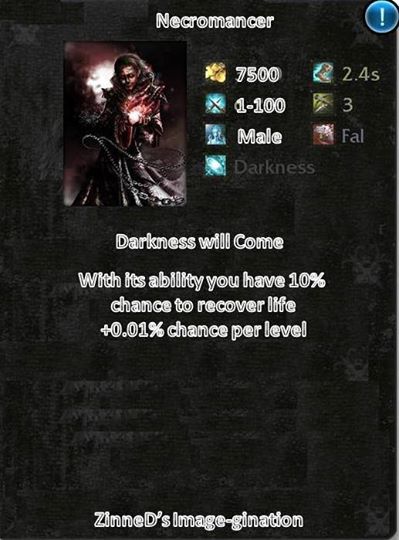 Necromancer
7500
2.4s
1-100
3
Male
Fal
Darkness
Darkness will Come
With its ability you have 10%
chance to recover life
+0.01% chance per level
ZinneD's Image-gination